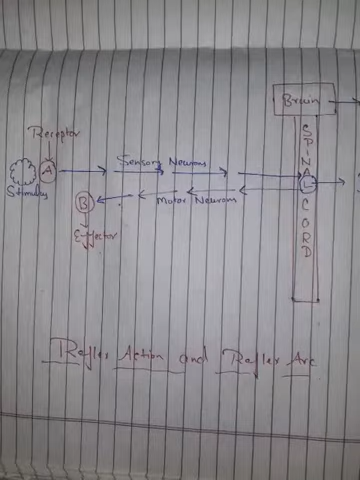 Brain
Receptor
A
Sensory Neurons
Stimulus
SPINAL CORD
B
Motor Neurons
Effector
Reflex Action and Reflex Arc